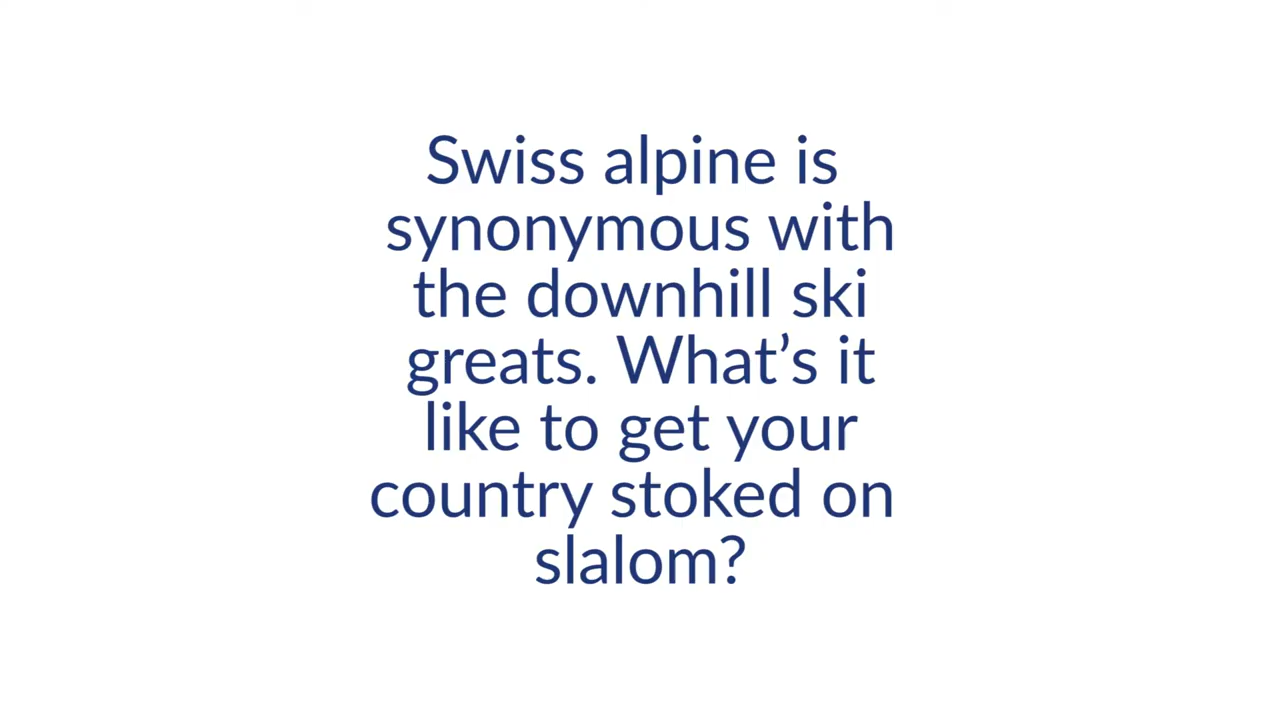 Swiss alpine is
synonymous with
the downhill ski
greats. What’s it
like to get your
country stoked on
slalom?